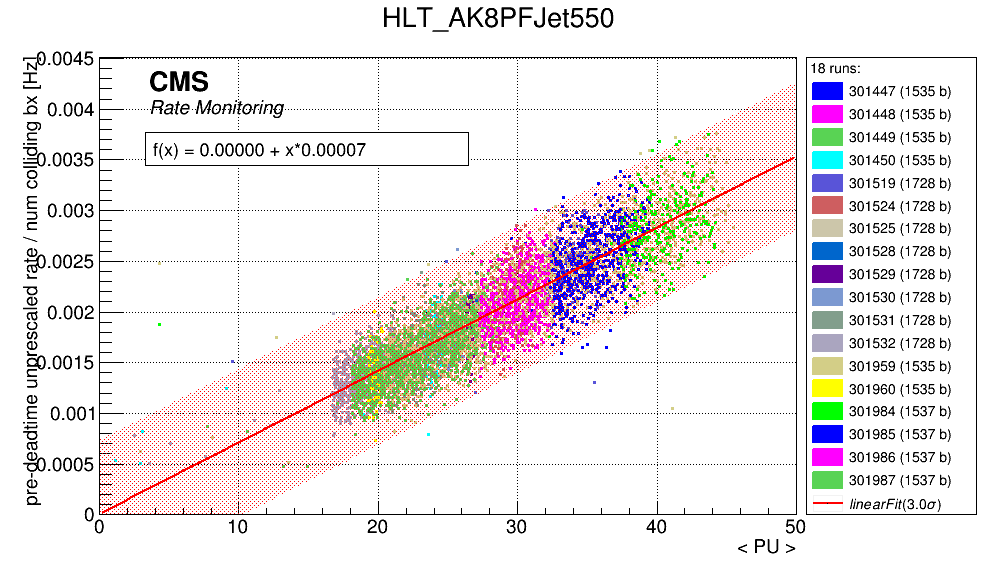 HLT_AK8PFJet550
pre-deadtime unprescaled rate / num colliding bx [Hz]
0.0045
0.004
0.0035
0.003
0.0025
0.002
0.0015
0.001
0.0005
0
CMS
Rate Monitoring
f(x) = 0.00000 + x*0.00007
0 10 20 30 40 50
< PU >
18 runs:
301447 (1535 b)
301448 (1535 b)
301449 (1535 b)
301450 (1535 b)
301519 (1728 b)
301524 (1728 b)
301525 (1728 b)
301528 (1728 b)
301529 (1728 b)
301530 (1728 b)
301531 (1728 b)
301532 (1728 b)
301959 (1535 b)
301960 (1535 b)
301984 (1537 b)
301985 (1537 b)
301986 (1537 b)
301987 (1537 b)
linearFit(3.0σ)